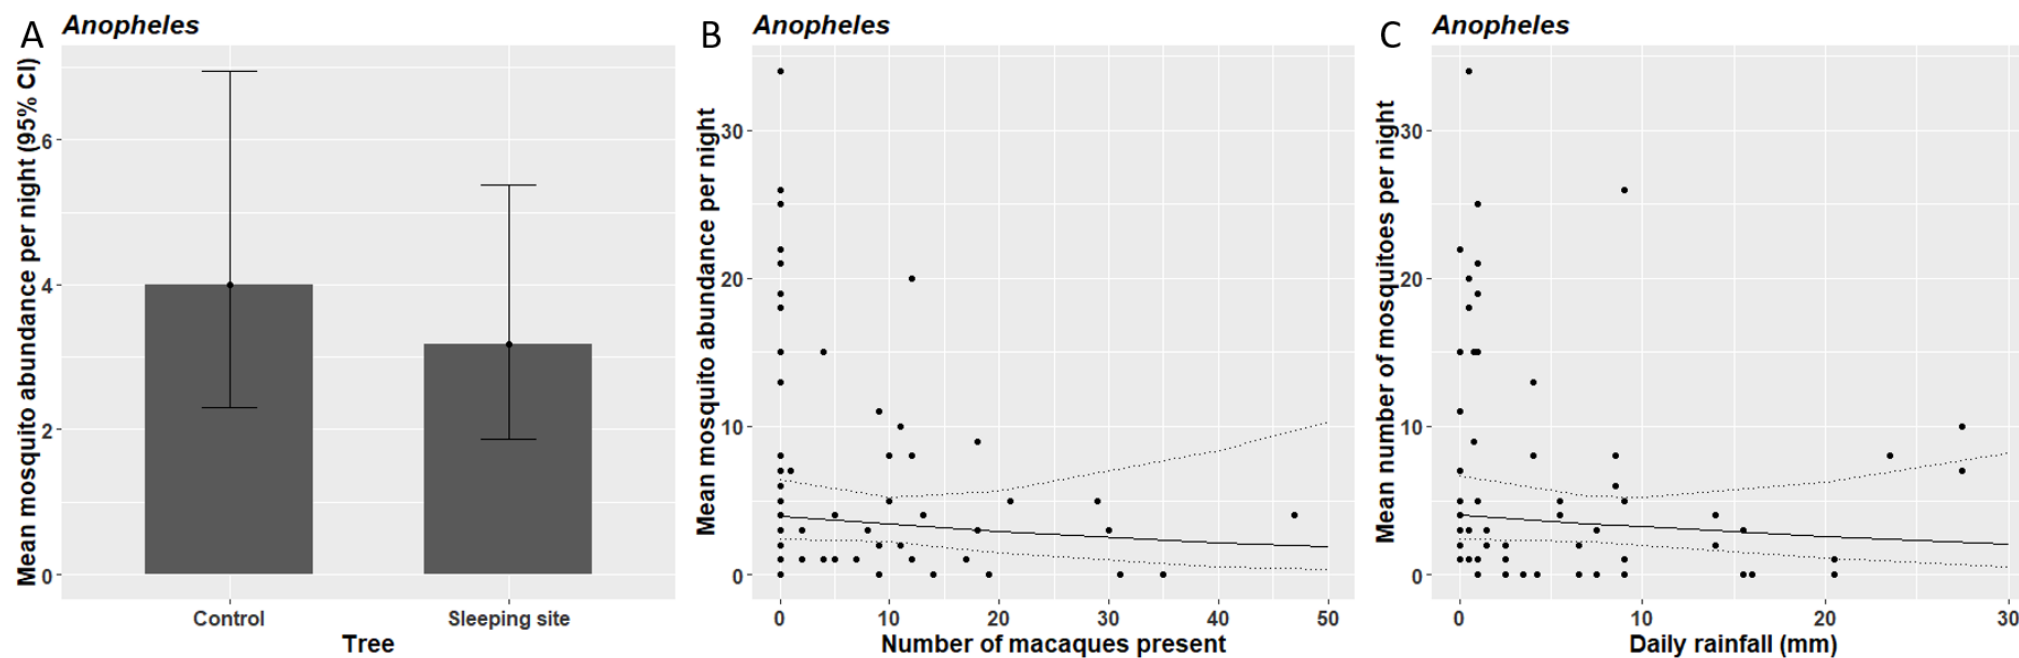 A
Anopheles
Mean mosquito abundance per night (95% CI)
6
4
2
0
Control
Sleeping site
Tree
B
Anopheles
Mean mosquito abundance per night
30
20
10
0
0
10
20
30
40
50
Number of macaques present
C
Anopheles
Mean number of mosquitoes per night
30
20
10
0
0
10
20
30
Daily rainfall (mm)